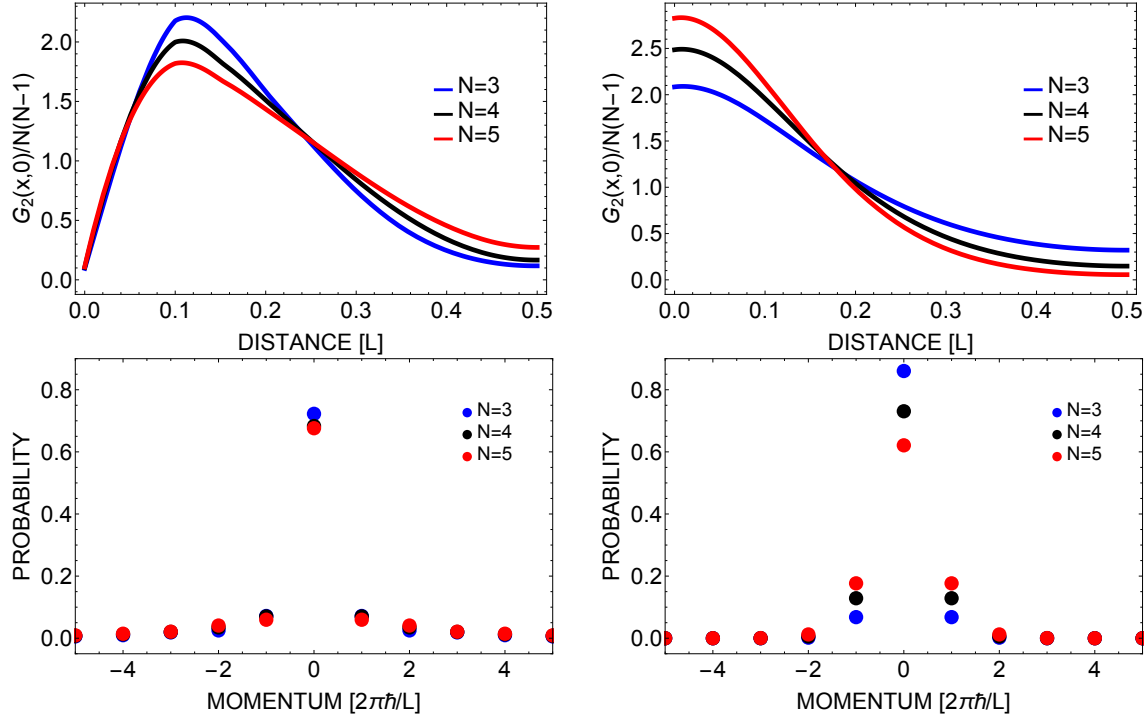 G₂(x,0)/N(N−1)
2.0
1.5
1.0
0.5
0.0
N=3
N=4
N=5
0.0 0.1 0.2 0.3 0.4 0.5
DISTANCE [L]
G₂(x,0)/N(N−1)
2.5
2.0
1.5
1.0
0.5
0.0
N=3
N=4
N=5
0.0 0.1 0.2 0.3 0.4 0.5
DISTANCE [L]
PROBABILITY
0.8
0.6
0.4
0.2
0.0
N=3
N=4
N=5
−4 −2 0 2 4
MOMENTUM [2πℏ/L]
PROBABILITY
0.8
0.6
0.4
0.2
0.0
N=3
N=4
N=5
−4 −2 0 2 4
MOMENTUM [2πℏ/L]